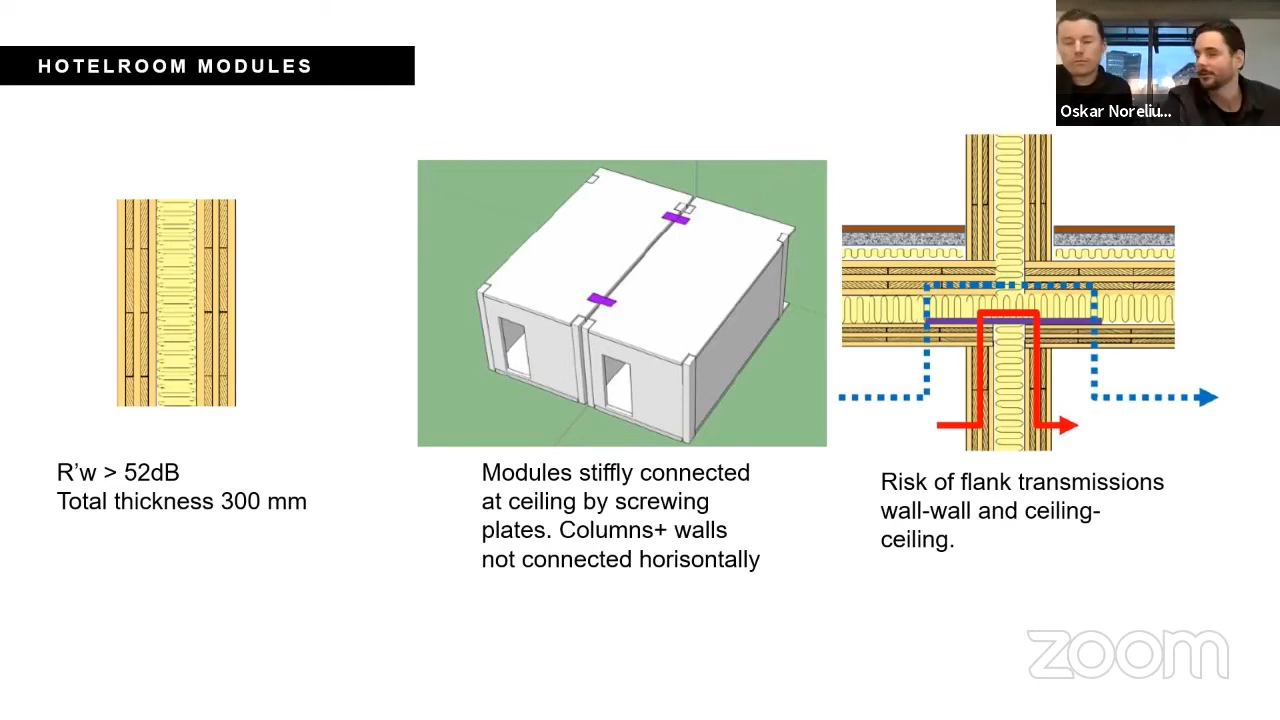 HOTELROOM MODULES
Oskar Noreliu...
R'w > 52dB
Total thickness 300 mm
Modules stiffly connected
at ceiling by screwing
plates. Columns+ walls
not connected horisontally
Risk of flank transmissions
wall-wall and ceiling-
ceiling.
zoom